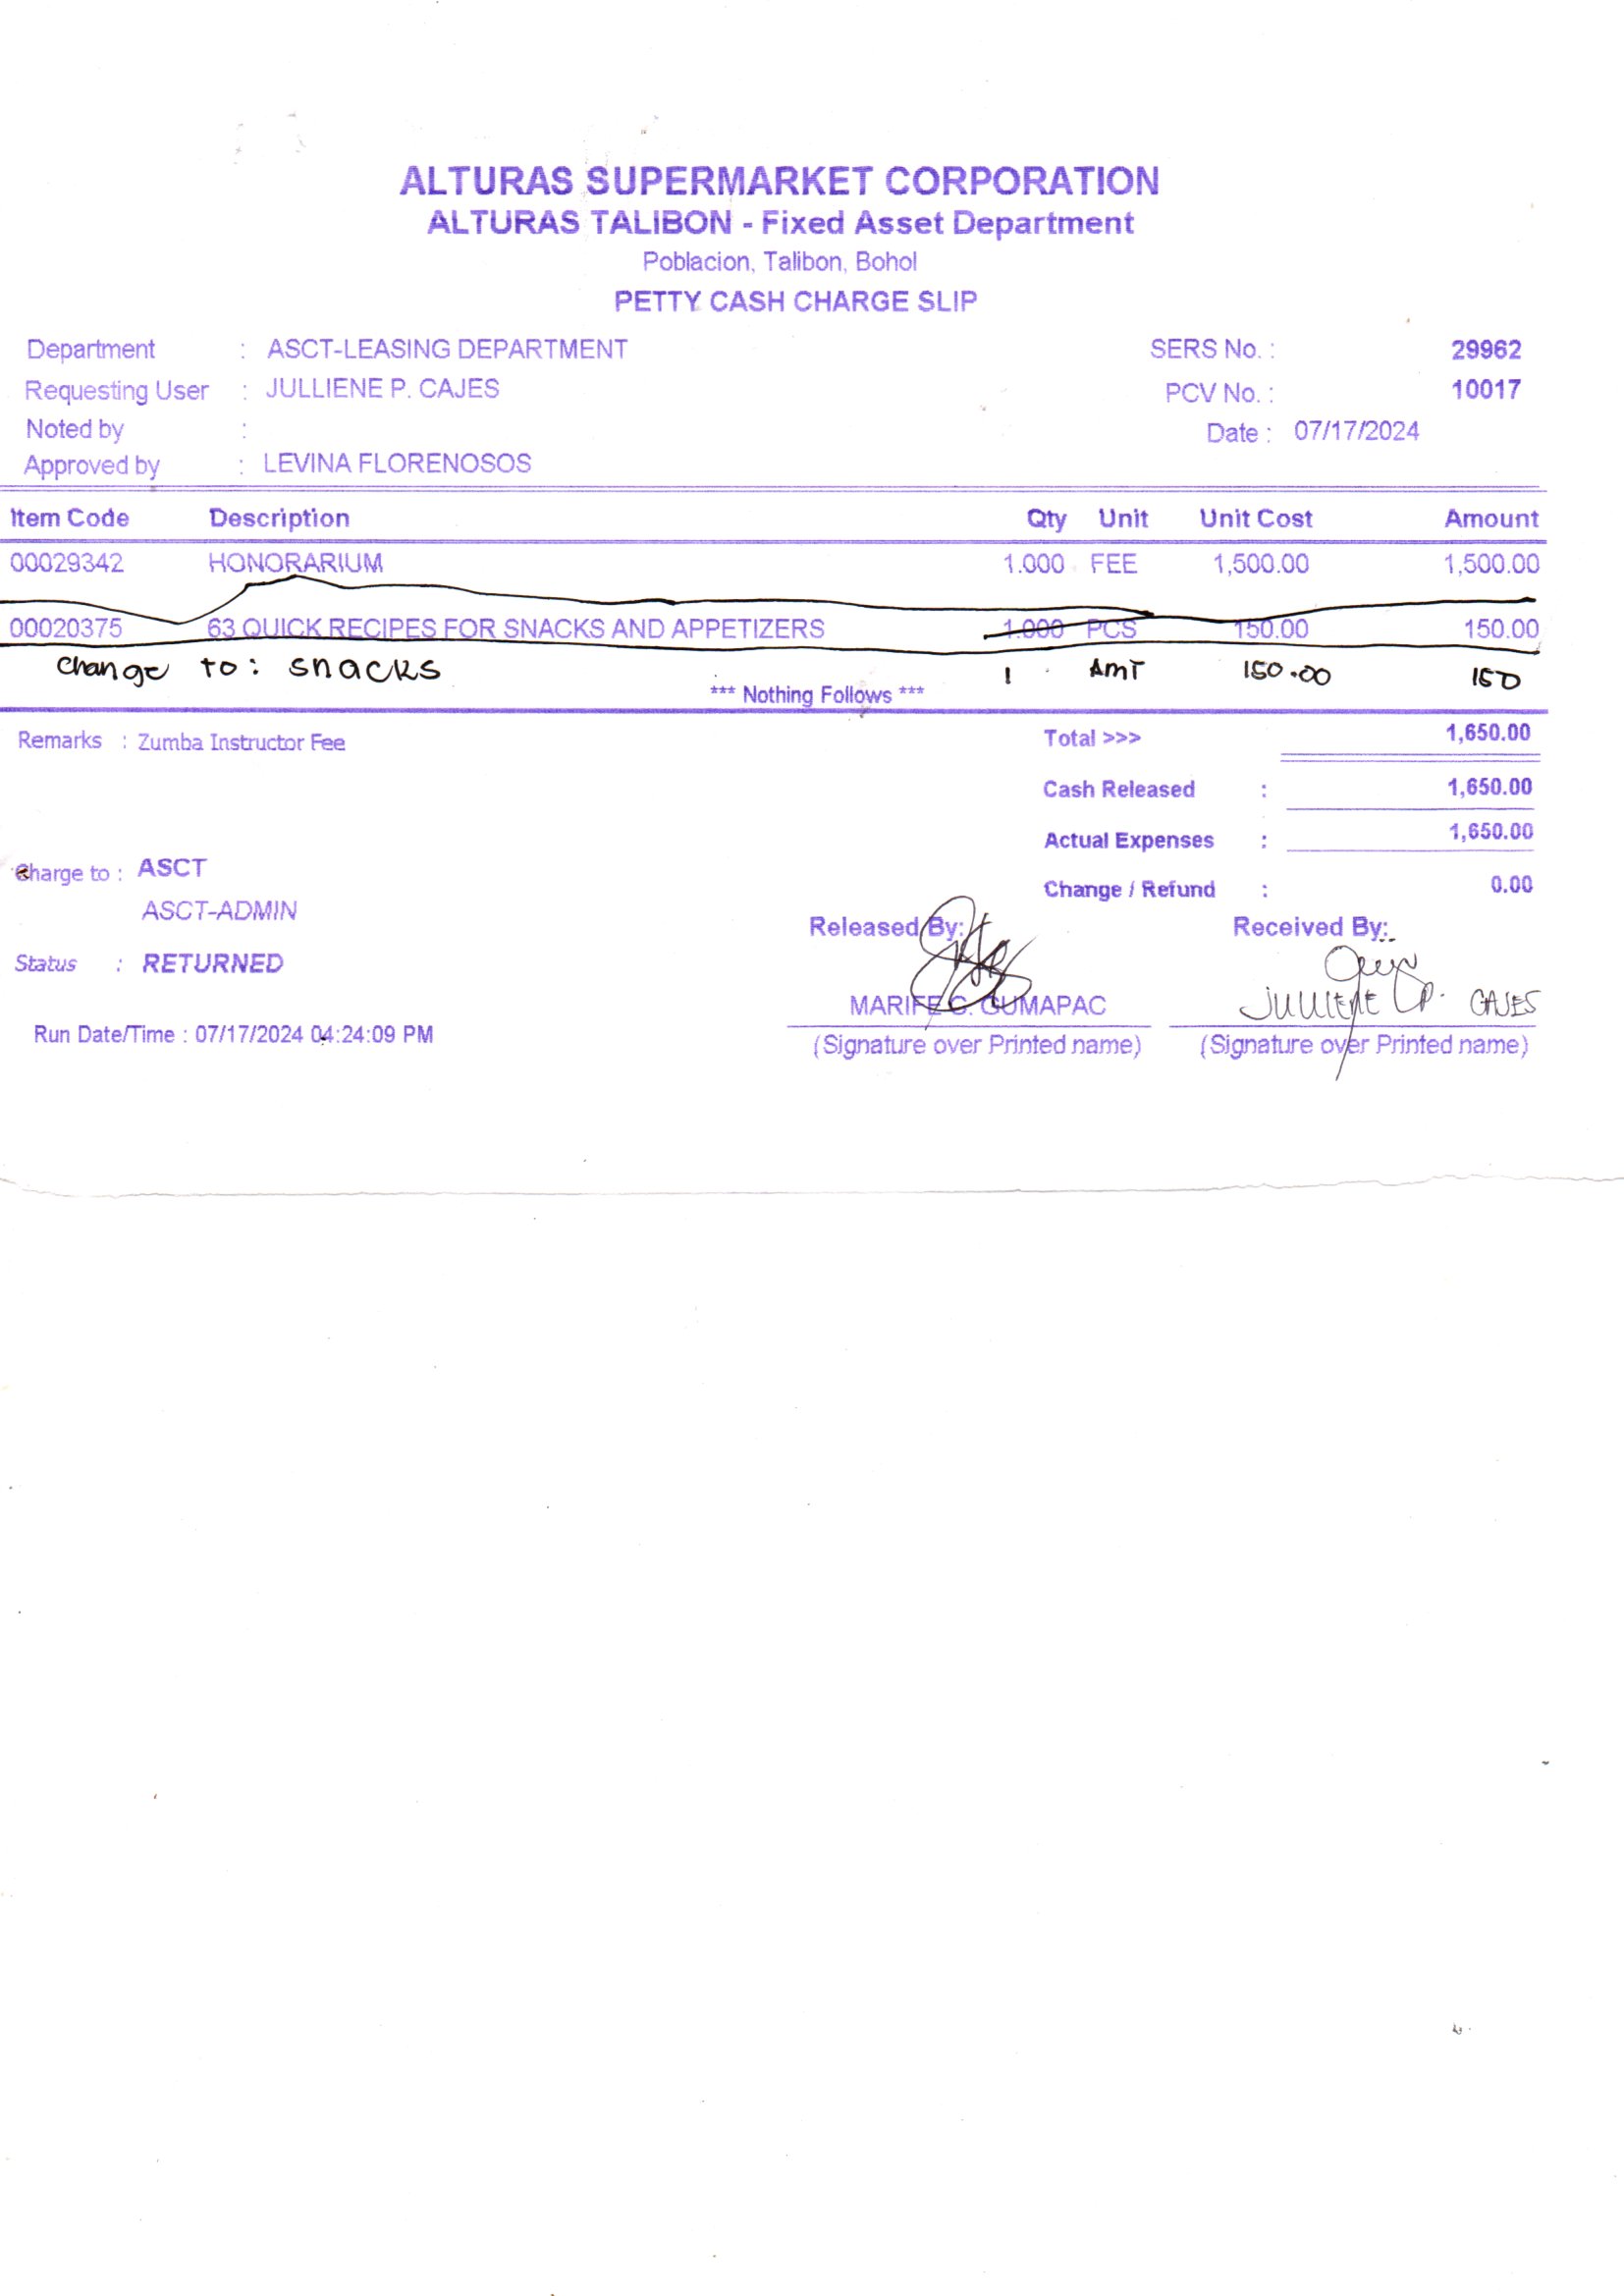 ALTURAS SUPERMARKET CORPORATION
ALTURAS TALIBON - Fixed Asset Department
Poblacion, Talibon, Bohol
PETTY CASH CHARGE SLIP
Department : ASCT-LEASING DEPARTMENT SERS No. : 29962
Requesting User : JULLIENE P. CAJES PCV No. : 10017
Noted by : Date : 07/17/2024
Approved by : LEVINA FLORENOSOS
Item Code Description Qty Unit Unit Cost Amount
00029342 HONORARIUM 1.000 FEE 1,500.00 1,500.00
00020375 63 QUICK RECIPES FOR SNACKS AND APPETIZERS 1.000 PCS 150.00 150.00
change to: snacks 1 AMT 150.00 150
*** Nothing Follows ***
Remarks : Zumba Instructor Fee Total >>> 1,650.00
Cash Released : 1,650.00
Actual Expenses : 1,650.00
Charge to : ASCT Change / Refund : 0.00
ASCT-ADMIN
Released By: Received By:
Status : RETURNED
MARIFE C. GUMAPAC JULLIENE P. CAJES
Run Date/Time : 07/17/2024 04:24:09 PM (Signature over Printed name) (Signature over Printed name)